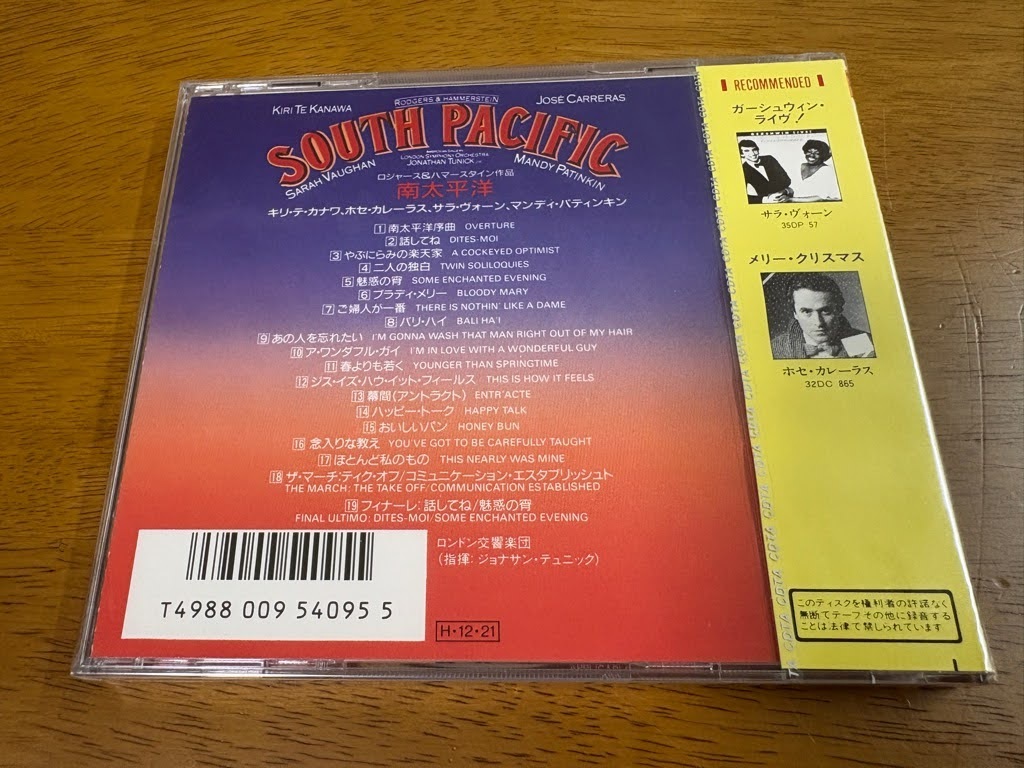 KIRI TE KANAWA
RODGERS & HAMMERSTEIN
JOSÉ CARRERAS
SOUTH PACIFIC
SARAH VAUGHAN
LONDON SYMPHONY ORCHESTRA
JONATHAN TUNICK
MANDY PATINKIN
ロジャース&ハマースタイン作品
南太平洋
キリ・テ・カナワ、ホセ・カレーラス、サラ・ヴォーン、マンディ・パティンキン
1 南太平洋序曲 OVERTURE
2 話してね DITES-MOI
3 やぶにらみの楽天家 A COCKEYED OPTIMIST
4 二人の独白 TWIN SOLILOQUIES
5 魅惑の宵 SOME ENCHANTED EVENING
6 ブラディ・メリー BLOODY MARY
7 ご婦人が一番 THERE IS NOTHIN' LIKE A DAME
8 バリ・ハイ BALI HA'I
9 あの人を忘れたい I'M GONNA WASH THAT MAN RIGHT OUT OF MY HAIR
10 ア・ワンダフル・ガイ I'M IN LOVE WITH A WONDERFUL GUY
11 春よりも若く YOUNGER THAN SPRINGTIME
12 ジス・イズ・ハウ・イット・フィールス THIS IS HOW IT FEELS
13 幕間(アントラクト) ENTR'ACTE
14 ハッピー・トーク HAPPY TALK
15 おいしいパン HONEY BUN
16 念入りな教え YOU'VE GOT TO BE CAREFULLY TAUGHT
17 ほとんど私のもの THIS NEARLY WAS MINE
18 ザ・マーチ:ティク・オフ/コミュニケーション・エスタブリッシュト
THE MARCH: THE TAKE OFF/COMMUNICATION ESTABLISHED
19 フィナーレ:話してね/魅惑の宵
FINAL ULTIMO: DITES-MOI/SOME ENCHANTED EVENING
ロンドン交響楽団
(指揮:ジョナサン・テュニック)
T4988 009 54095 5
H・12・21
RECOMMENDED
ガーシュウィン・
ライヴ!
GERSHWIN LIVE!
サラ・ヴォーン
35DP 57
メリー・クリスマス
ホセ・カレーラス
32DC 865
CDTA CDTA CDTA CDTA CDTA CDTA
このディスクを権利者の許諾なく
無断でテープその他に録音する
ことは法律で禁じられています